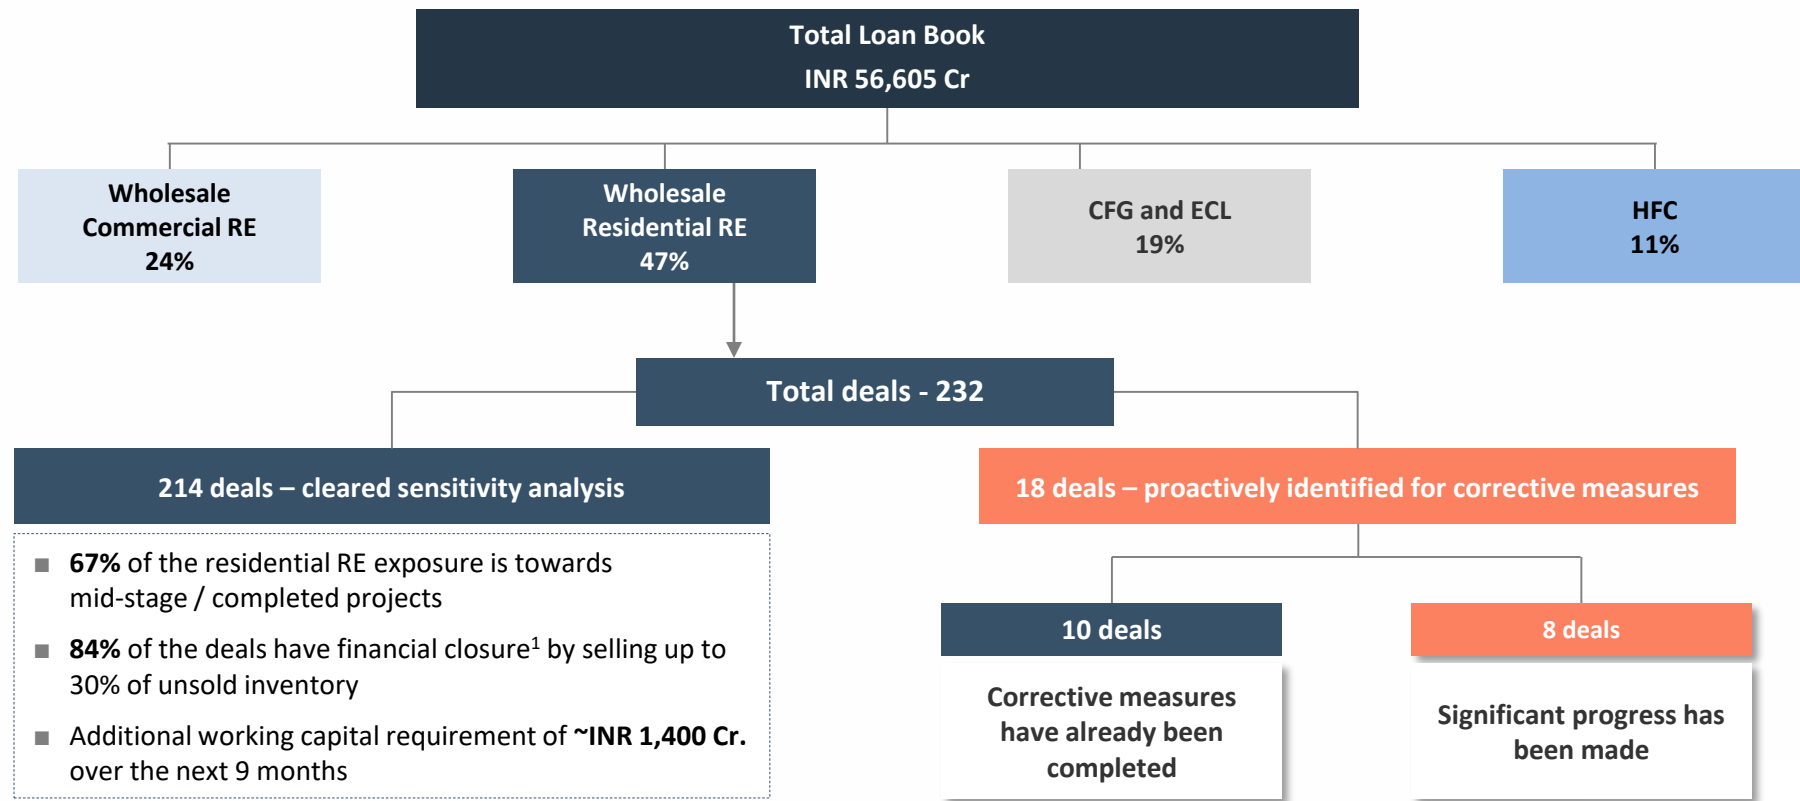 Total Loan Book
INR 56,605 Cr
Wholesale
Commercial RE
24%
Wholesale
Residential RE
47%
CFG and ECL
19%
HFC
11%
Total deals - 232
214 deals – cleared sensitivity analysis
18 deals – proactively identified for corrective measures
■ 67% of the residential RE exposure is towards
mid-stage / completed projects
■ 84% of the deals have financial closure¹ by selling up to
30% of unsold inventory
■ Additional working capital requirement of ~INR 1,400 Cr.
over the next 9 months
10 deals
Corrective measures
have already been
completed
8 deals
Significant progress has
been made